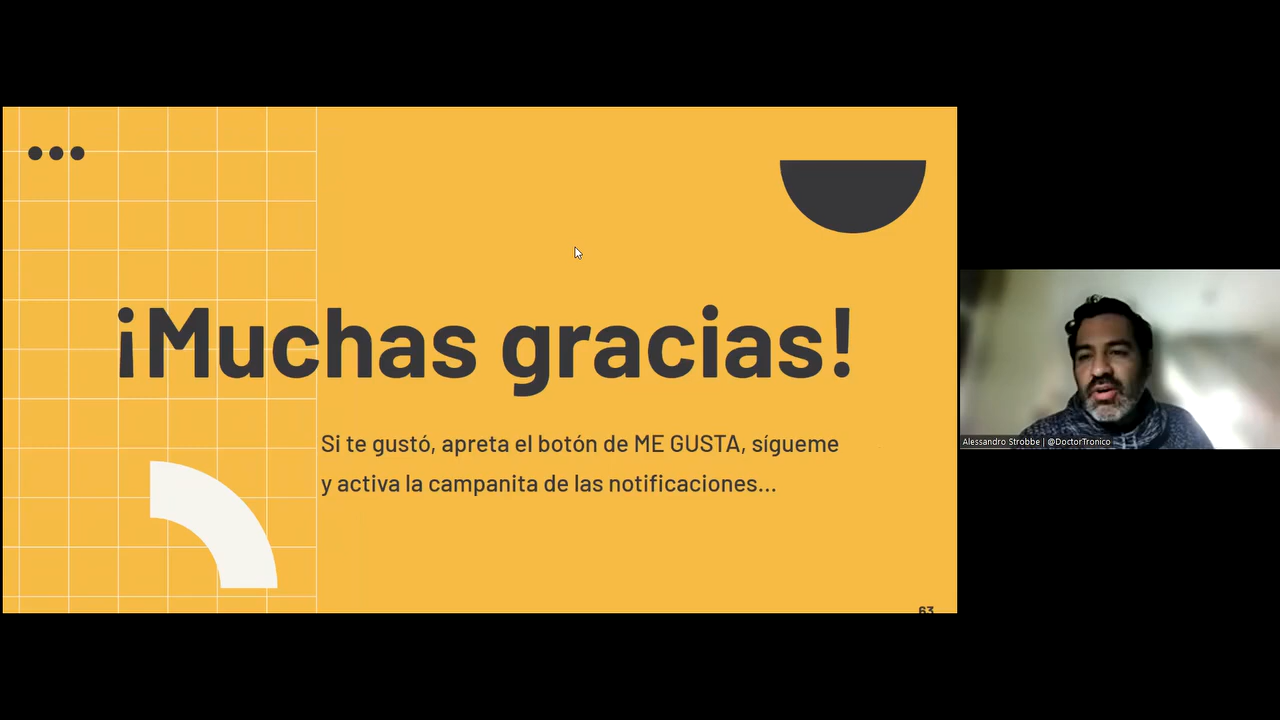 ¡Muchas gracias!
Si te gustó, apreta el botón de ME GUSTA, sígueme
y activa la campanita de las notificaciones...
63
Alessandro Strobbe | @DoctorTronico